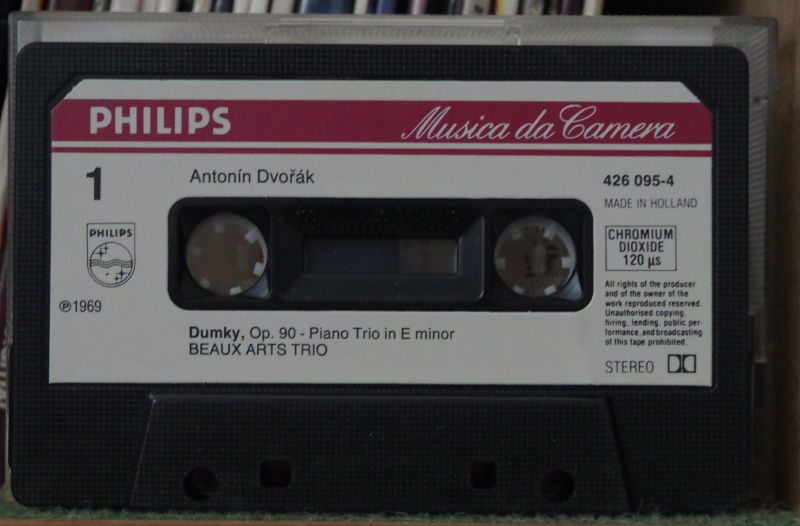 PHILIPS Musica da Camera
1
Antonín Dvořák
426 095-4
MADE IN HOLLAND
PHILIPS
CHROMIUM
DIOXIDE
120 µs
℗1969
All rights of the producer
and of the owner of the
work reproduced reserved.
Unauthorised copying,
hiring, lending, public per-
formance, and broadcasting
of this tape prohibited.
Dumky, Op. 90 - Piano Trio in E minor
BEAUX ARTS TRIO
STEREO